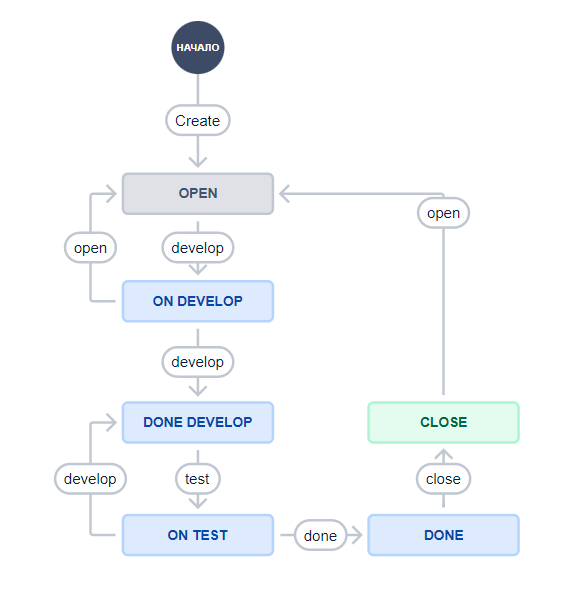 НАЧАЛО
Create
OPEN
open
open
develop
ON DEVELOP
develop
DONE DEVELOP
CLOSE
develop
test
close
ON TEST
done
DONE